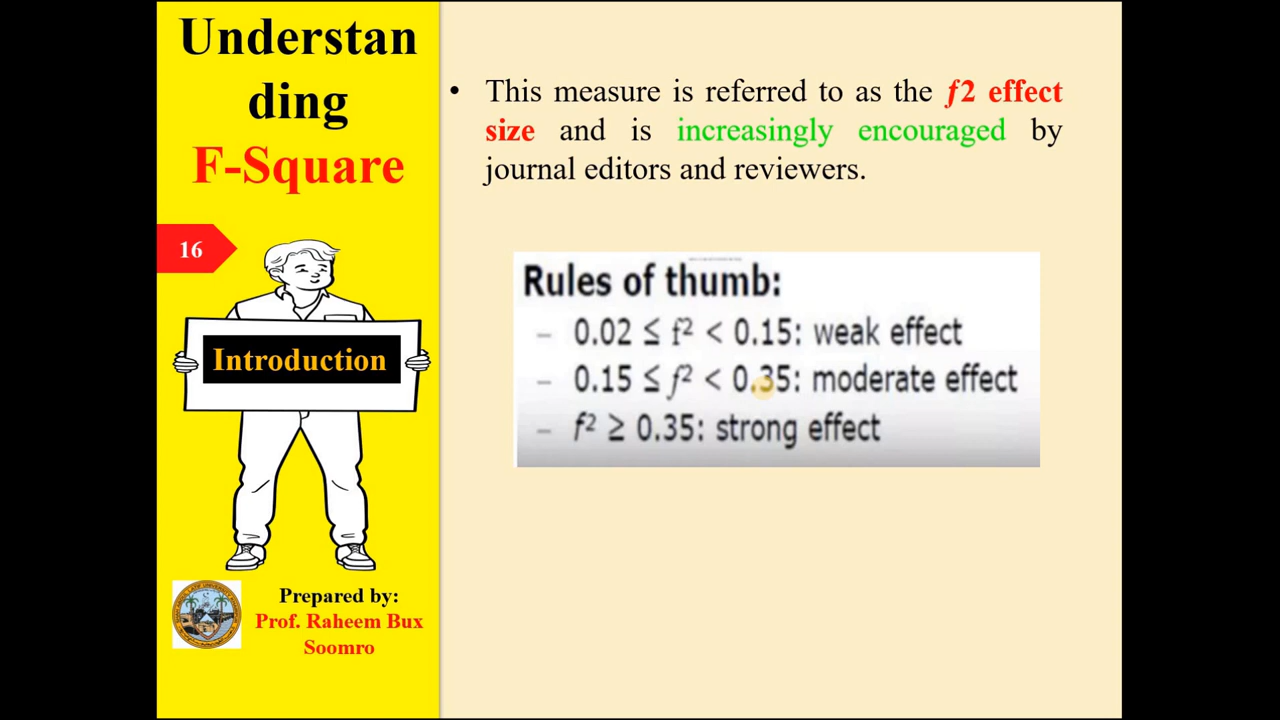 Understan
ding
F-Square
16
Introduction
Prepared by:
Prof. Raheem Bux
Soomro
• This measure is referred to as the ƒ2 effect
size and is increasingly encouraged by
journal editors and reviewers.
Rules of thumb:
– 0.02 ≤ f² < 0.15: weak effect
– 0.15 ≤ f² < 0.35: moderate effect
– f² ≥ 0.35: strong effect